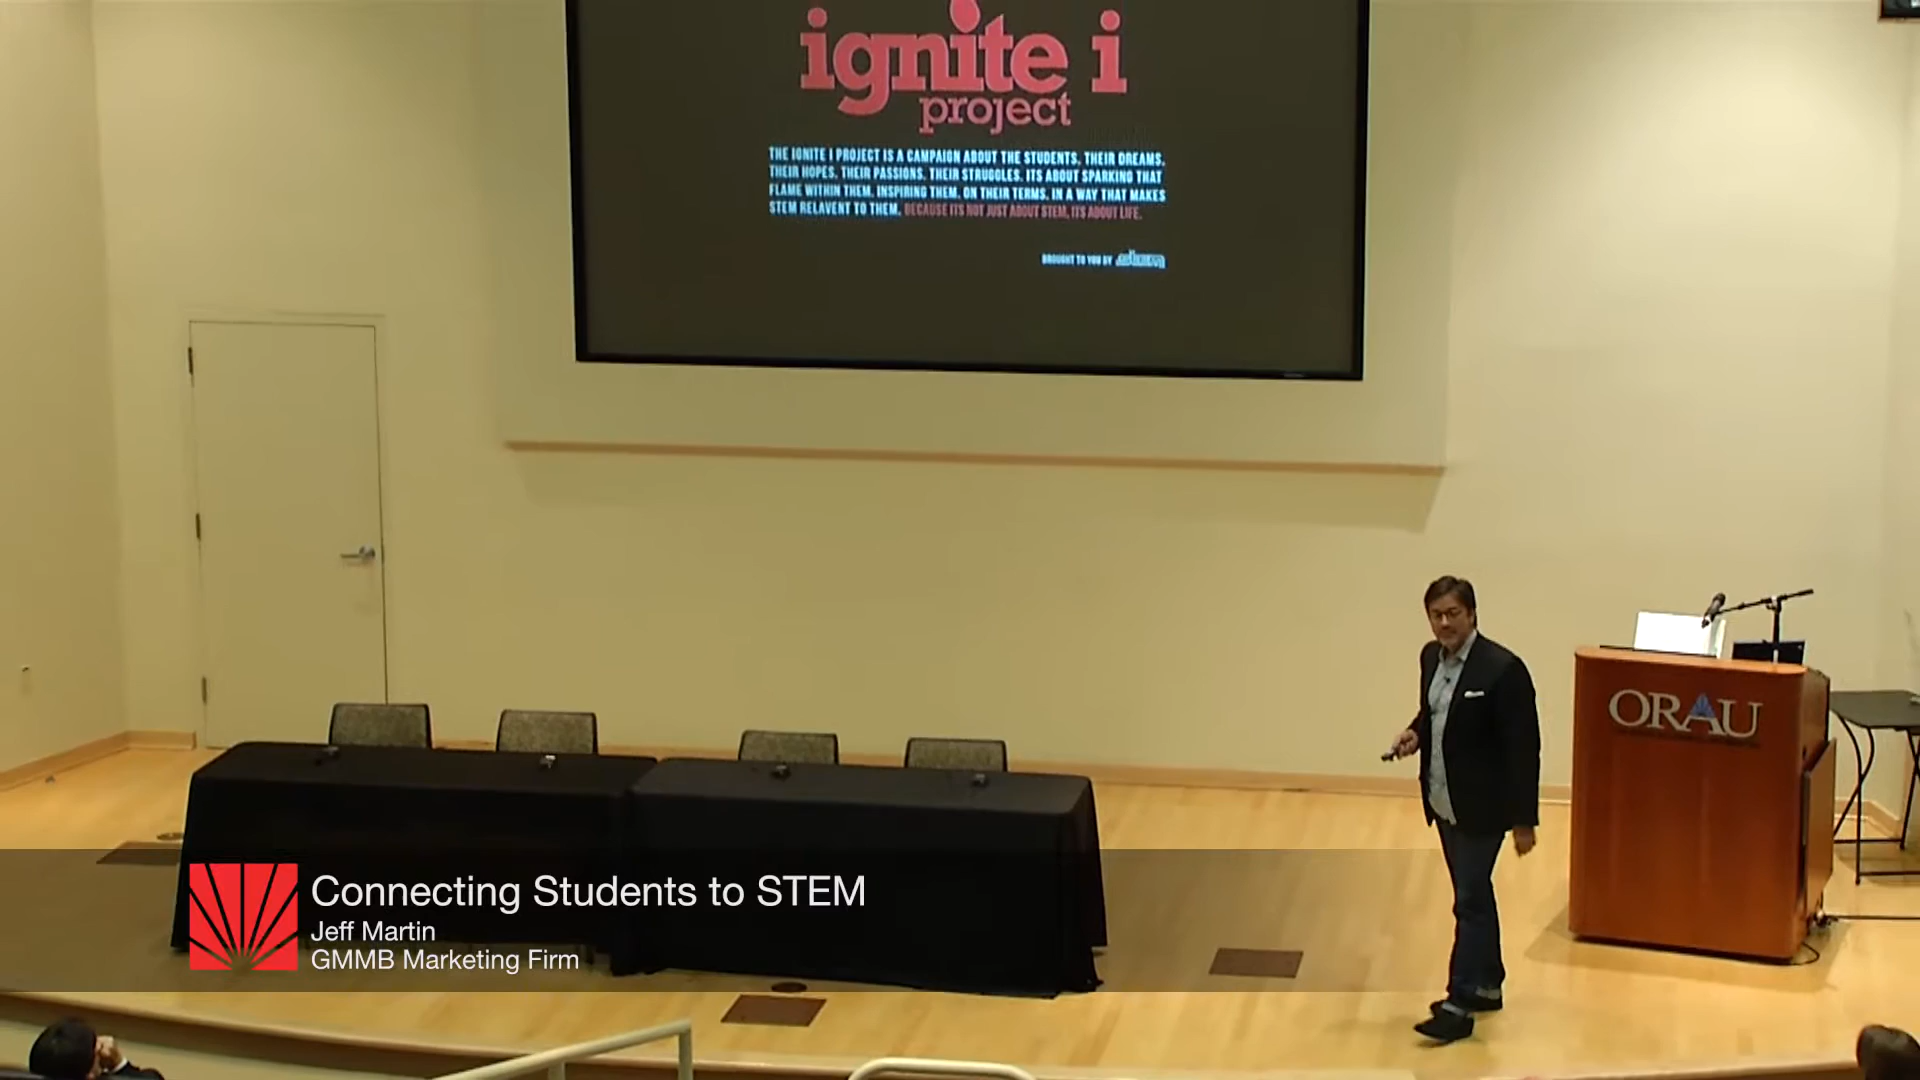 ignite i
project
THE IGNITE I PROJECT IS A CAMPAIGN ABOUT THE STUDENTS. THEIR DREAMS.
THEIR HOPES. THEIR PASSIONS. THEIR STRUGGLES. ITS ABOUT SPARKING THAT
FLAME WITHIN THEM. INSPIRING THEM. ON THEIR TERMS. IN A WAY THAT MAKES
STEM RELAVENT TO THEM. BECAUSE ITS NOT JUST ABOUT STEM, ITS ABOUT LIFE.
BROUGHT TO YOU BY stem
ORAU
Connecting Students to STEM
Jeff Martin
GMMB Marketing Firm